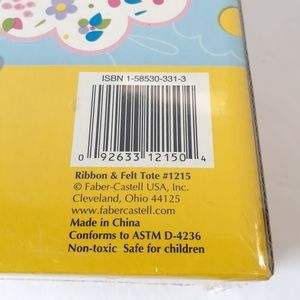 ISBN 1-58530-331-3
0 92633 12150 4
Ribbon & Felt Tote #1215
© Faber-Castell USA, Inc.
Cleveland, Ohio 44125
www.fabercastell.com
Made in China
Conforms to ASTM D-4236
Non-toxic Safe for children